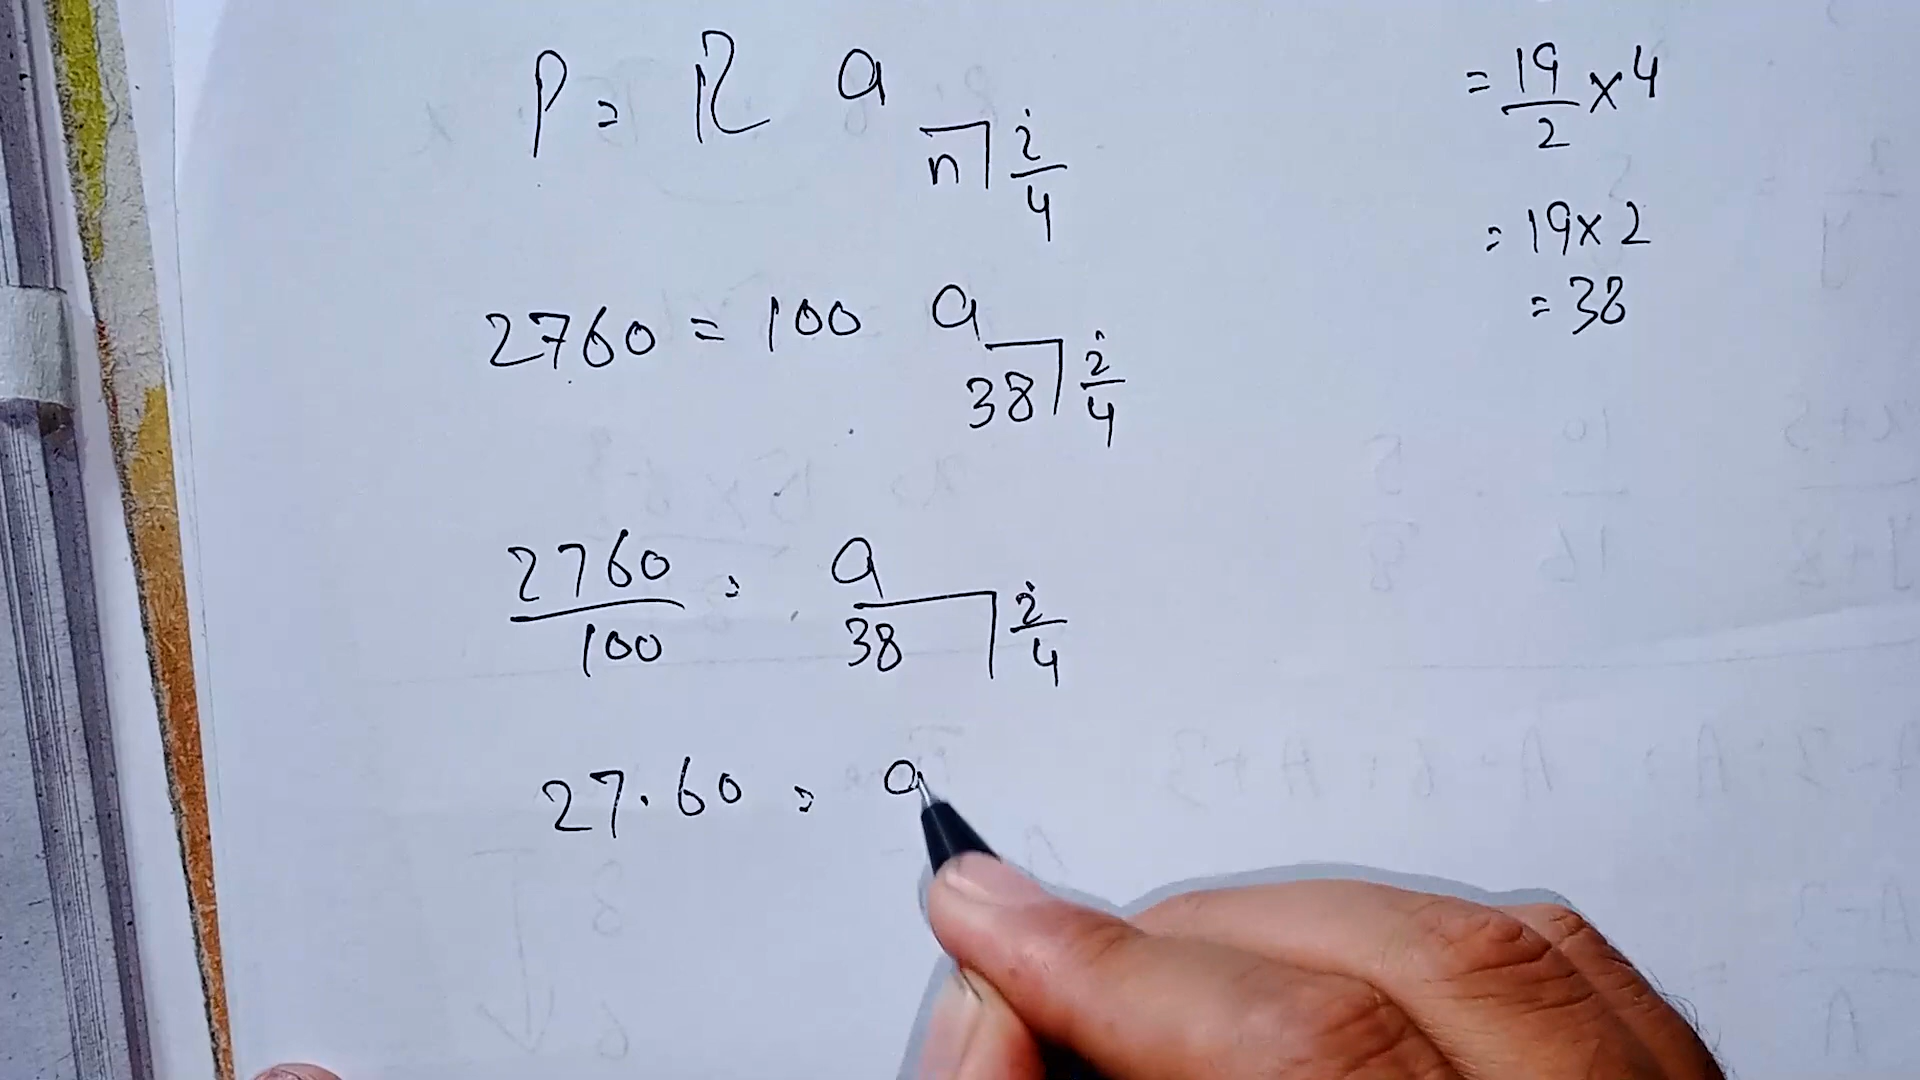 P = R a n⌉ i/4
2760 = 100 a 38⌉ i/4
2760/100 = a 38⌉ i/4
27.60 = a
= 19/2 × 4
= 19 × 2
= 38